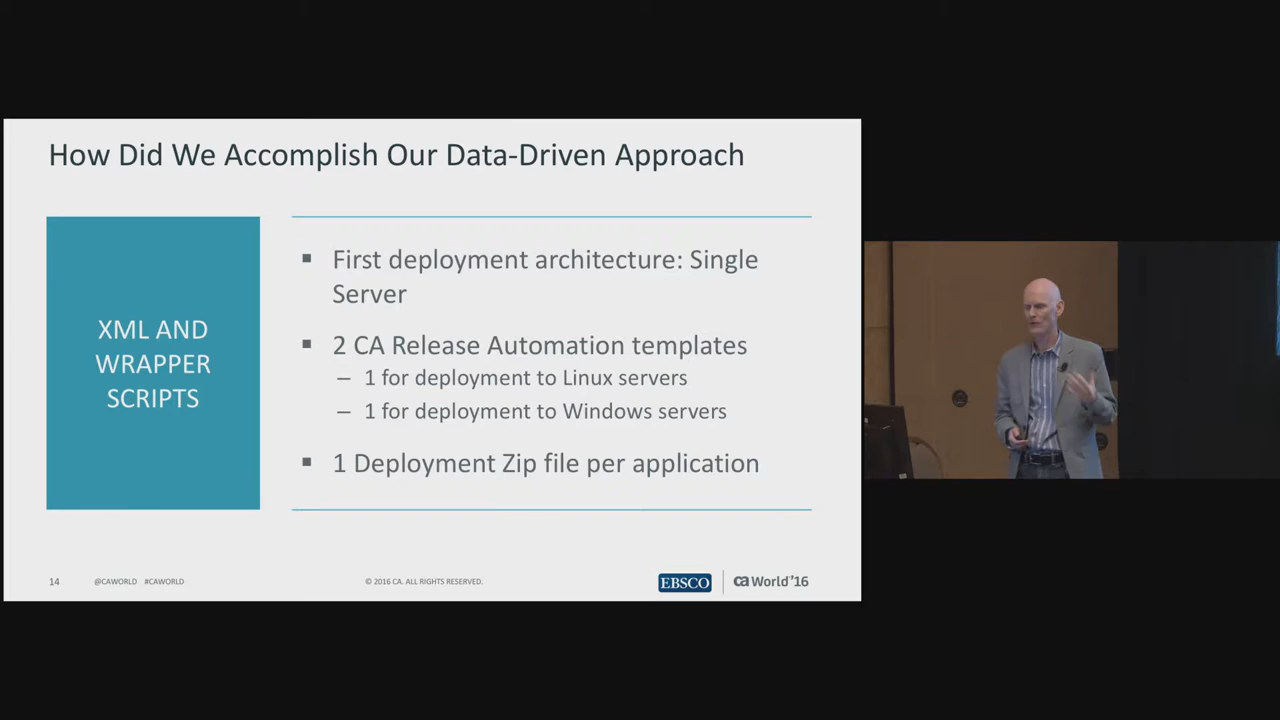 How Did We Accomplish Our Data-Driven Approach
XML AND
WRAPPER
SCRIPTS
▪ First deployment architecture: Single
Server
▪ 2 CA Release Automation templates
– 1 for deployment to Linux servers
– 1 for deployment to Windows servers
▪ 1 Deployment Zip file per application
14 @CAWORLD #CAWORLD © 2016 CA. ALL RIGHTS RESERVED. EBSCO ca World'16